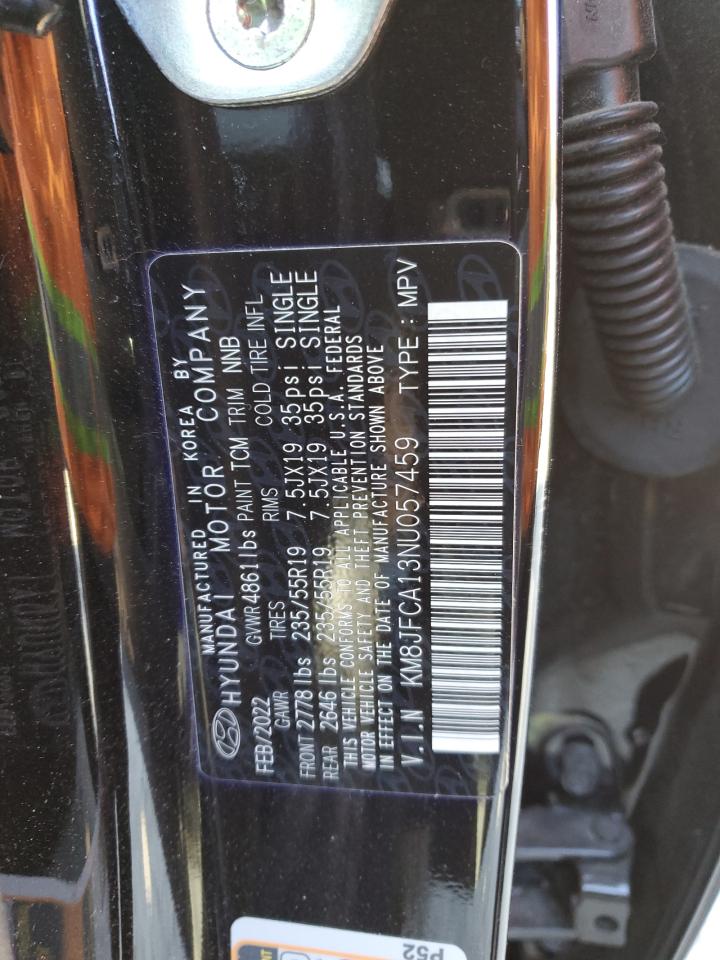 MANUFACTURED IN KOREA BY
HYUNDAI MOTOR COMPANY
FEB/2022 GVWR 4861lbs PAINT TCM TRIM NNB
GAWR TIRES RIMS COLD TIRE INFL
FRONT 2778 lbs 235/55R19 7.5JX19 35psi SINGLE
REAR 2646 lbs 235/55R19 7.5JX19 35psi SINGLE
THIS VEHICLE CONFORMS TO ALL APPLICABLE U.S.A. FEDERAL
MOTOR VEHICLE SAFETY AND THEFT PREVENTION STANDARDS
IN EFFECT ON THE DATE OF MANUFACTURE SHOWN ABOVE
V.I.N KM8JFCA13NU057459 TYPE : MPV
P52